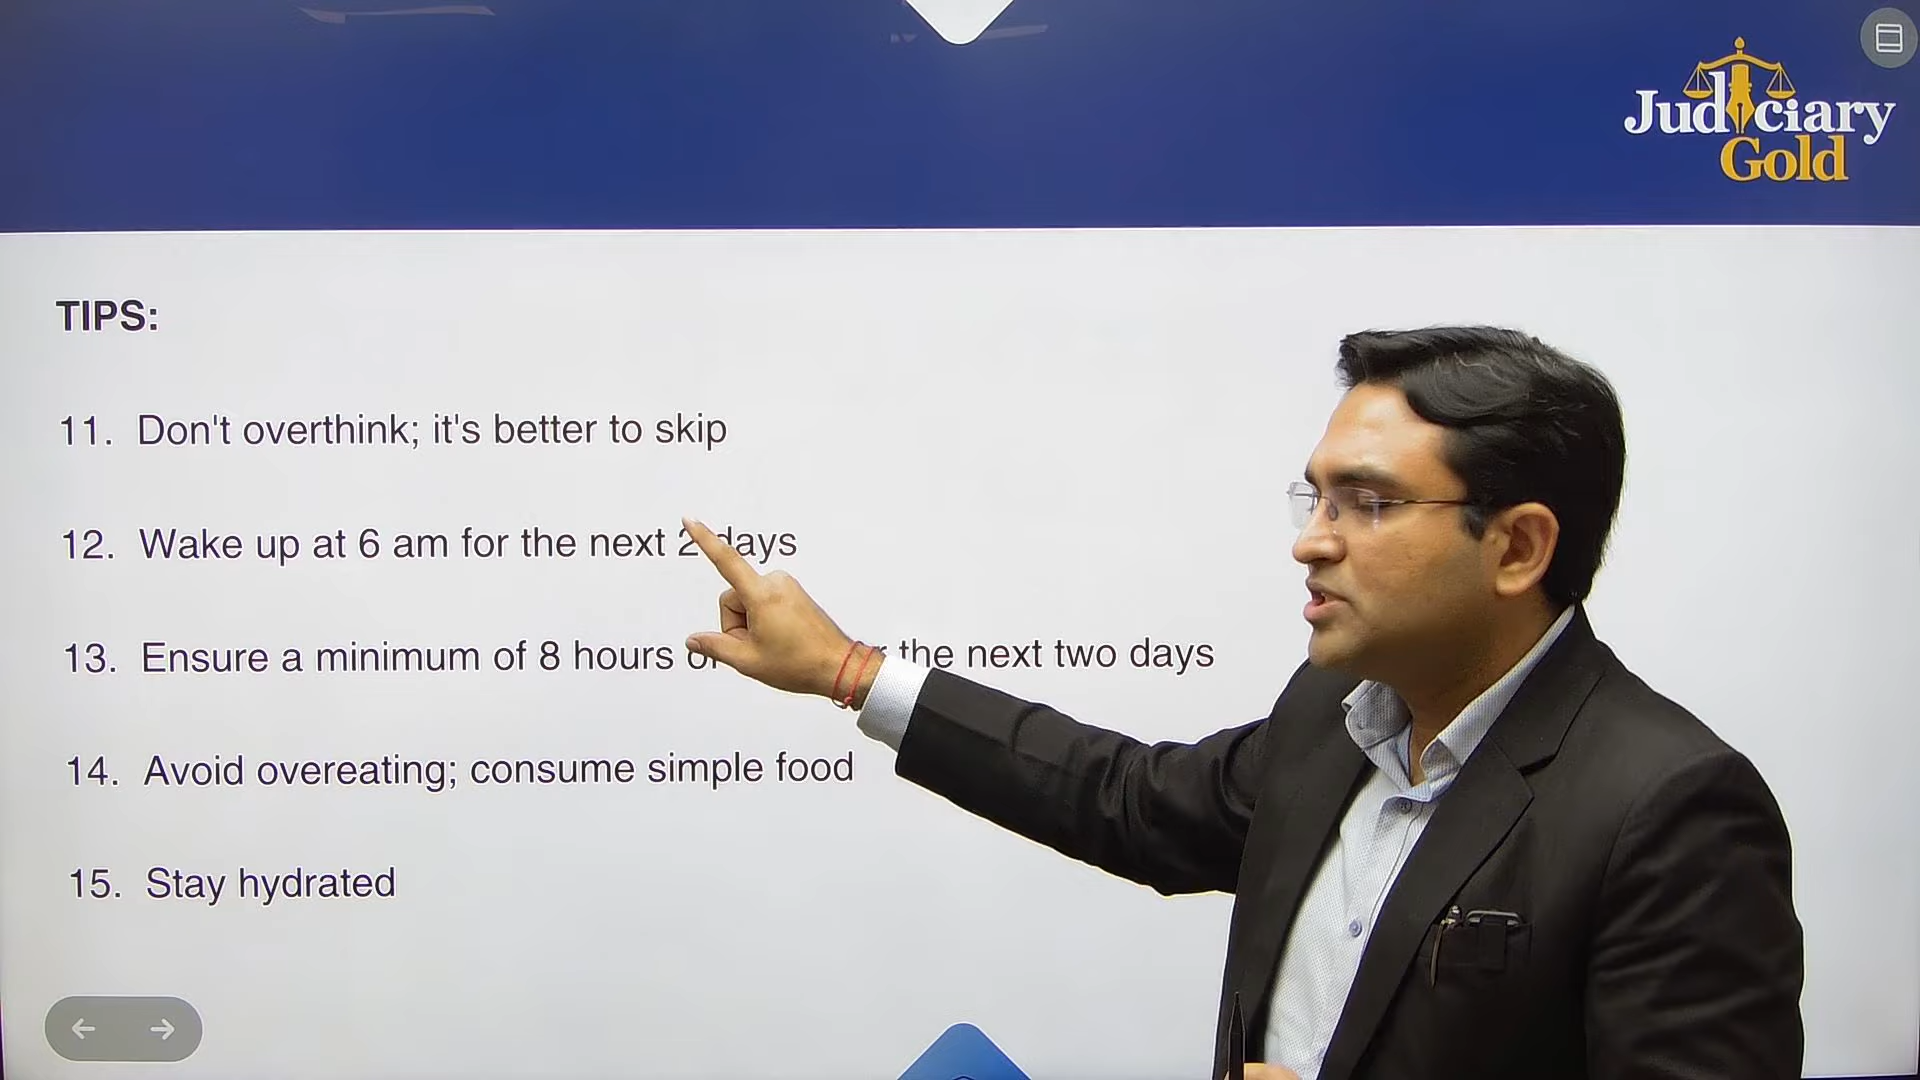 Judiciary
Gold
TIPS:
11. Don't overthink; it's better to skip
12. Wake up at 6 am for the next 2 days
13. Ensure a minimum of 8 hours the next two days
14. Avoid overeating; consume simple food
15. Stay hydrated